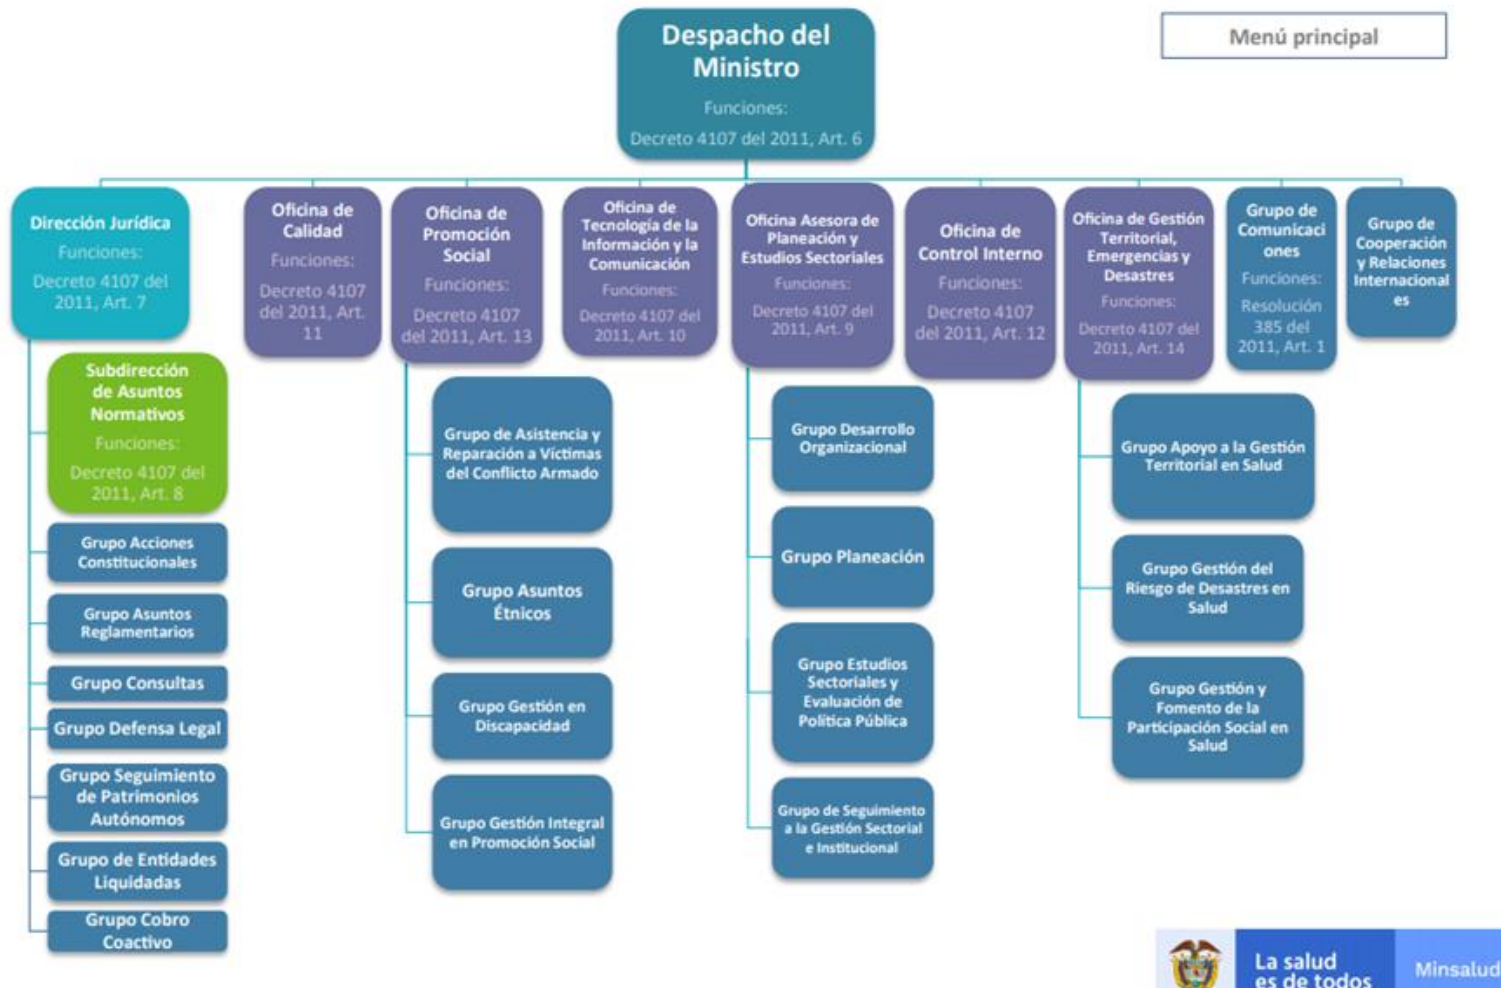 Despacho del
Ministro
Funciones:
Decreto 4107 del 2011, Art. 6
Menú principal
Dirección Jurídica
Funciones:
Decreto 4107 del
2011, Art. 7
Oficina de
Calidad
Funciones:
Decreto 4107
del 2011, Art.
11
Oficina de
Promoción
Social
Funciones:
Decreto 4107
del 2011, Art. 13
Oficina de
Tecnología de la
Información y la
Comunicación
Funciones:
Decreto 4107 del
2011, Art. 10
Oficina Asesora de
Planeación y
Estudios Sectoriales
Funciones:
Decreto 4107 del
2011, Art. 9
Oficina de
Control Interno
Funciones:
Decreto 4107
del 2011, Art. 12
Oficina de Gestión
Territorial,
Emergencias y
Desastres
Funciones:
Decreto 4107 del
2011, Art. 14
Grupo de
Comunicaci
ones
Funciones:
Resolución
385 del
2011, Art. 1
Grupo de
Cooperación
y Relaciones
Internacional
es
Subdirección
de Asuntos
Normativos
Funciones:
Decreto 4107 del
2011, Art. 8
Grupo Acciones
Constitucionales
Grupo Asuntos
Reglamentarios
Grupo Consultas
Grupo Defensa Legal
Grupo Seguimiento
de Patrimonios
Autónomos
Grupo de Entidades
Liquidadas
Grupo Cobro
Coactivo
Grupo de Asistencia y
Reparación a Víctimas
del Conflicto Armado
Grupo Asuntos
Étnicos
Grupo Gestión en
Discapacidad
Grupo Gestión Integral
en Promoción Social
Grupo Desarrollo
Organizacional
Grupo Planeación
Grupo Estudios
Sectoriales y
Evaluación de
Política Pública
Grupo de Seguimiento
a la Gestión Sectorial
e Institucional
Grupo Apoyo a la Gestión
Territorial en Salud
Grupo Gestión del
Riesgo de Desastres en
Salud
Grupo Gestión y
Fomento de la
Participación Social en
Salud
La salud
es de todos
Minsalud